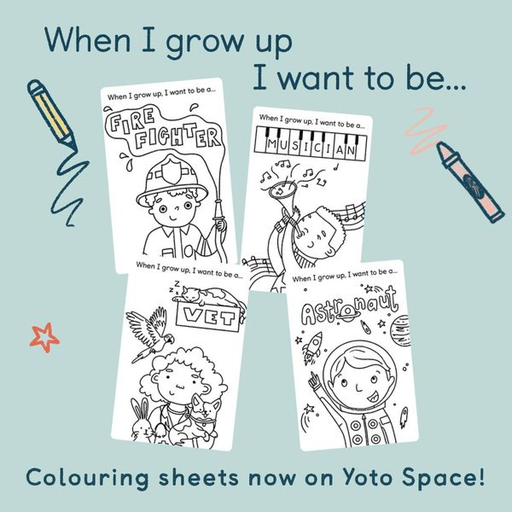 When I grow up
I want to be...
When I grow up, I want to be a...
FIRE
FIGHTER
When I grow up, I want to be a...
MUSICIAN
When I grow up, I want to be a...
z z z
VET
When I grow up, I want to be a...
Astronaut
Colouring sheets now on Yoto Space!